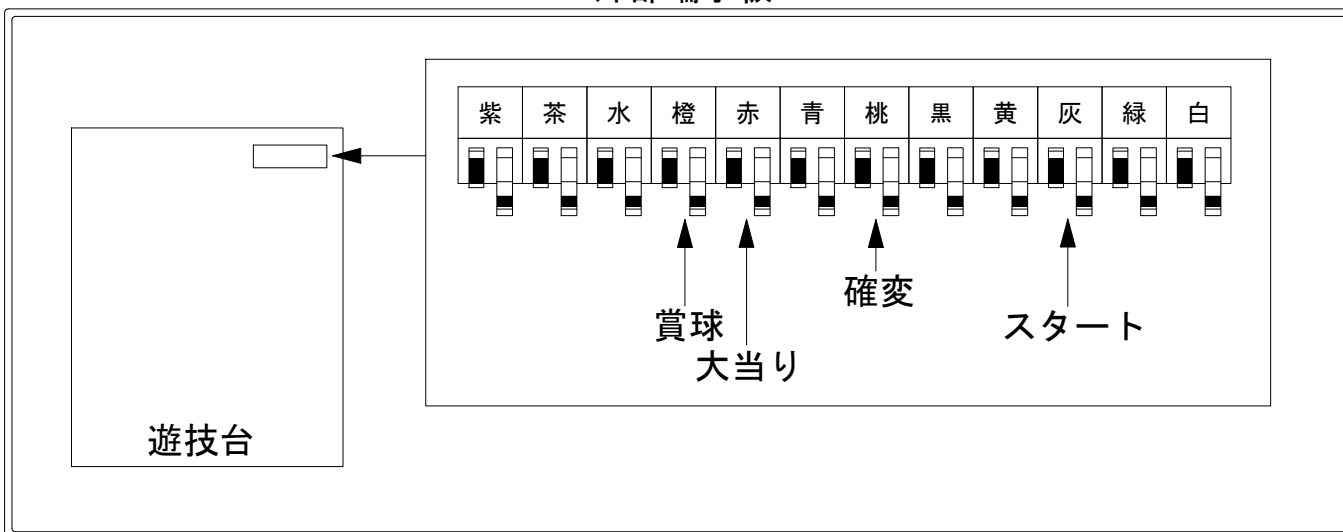 紫 茶 水 橙 赤 青 桃 黒 黄 灰 緑 白
確変
賞球
スタート
大当り
遊技台